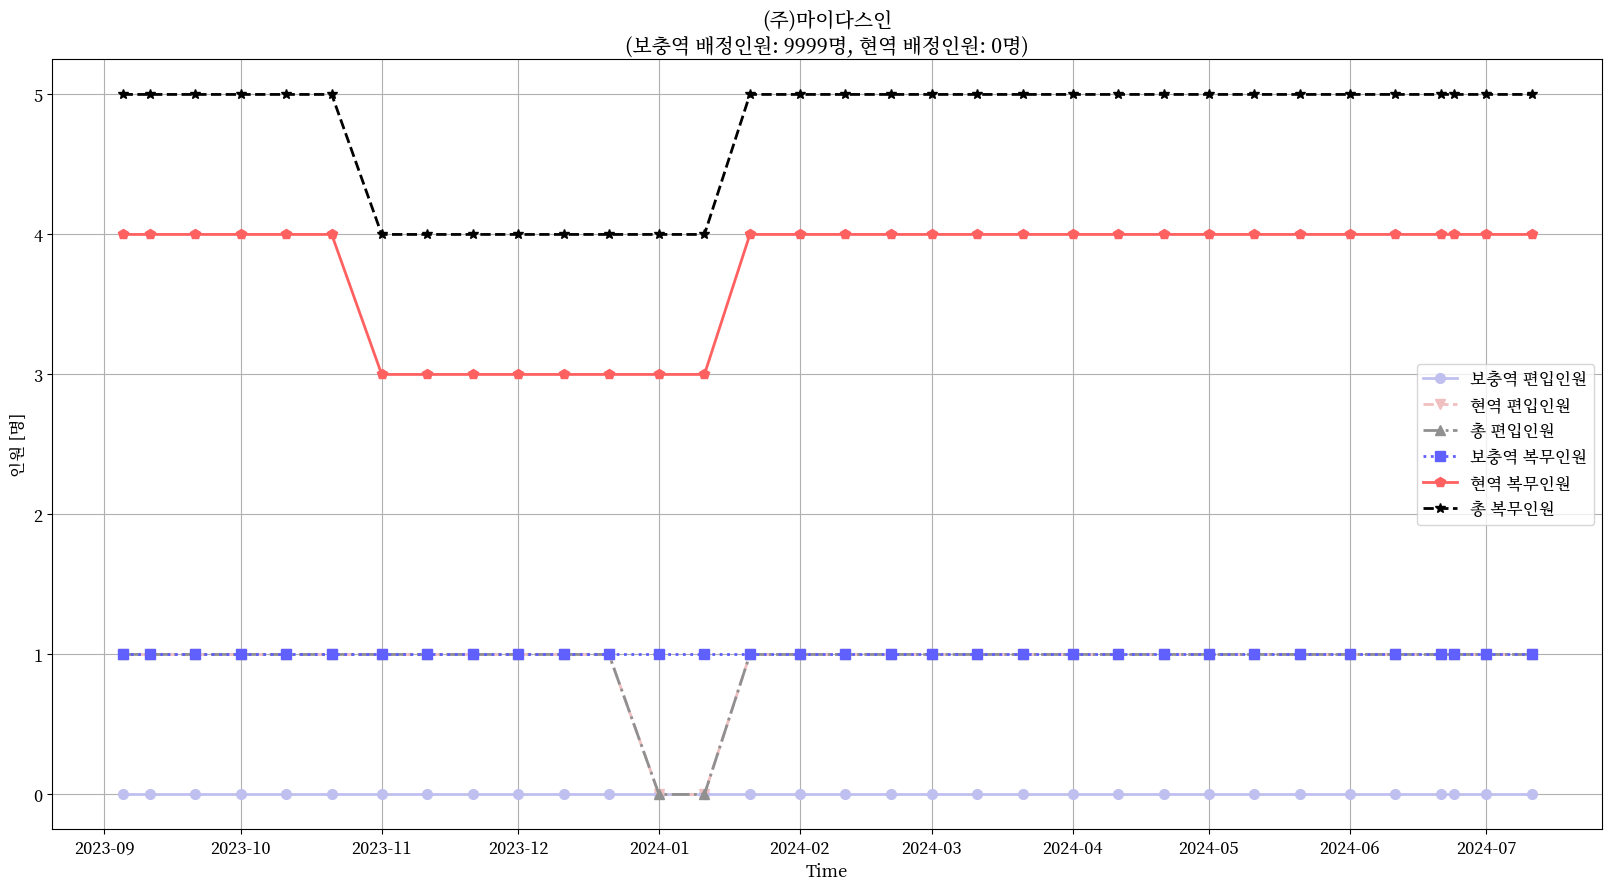 (주)마이다스인
(보충역 배정인원: 9999명, 현역 배정인원: 0명)
5
4
3
2
1
0
인원 [명]
보충역 편입인원
현역 편입인원
총 편입인원
보충역 복무인원
현역 복무인원
총 복무인원
2023-09 2023-10 2023-11 2023-12 2024-01 2024-02 2024-03 2024-04 2024-05 2024-06 2024-07
Time